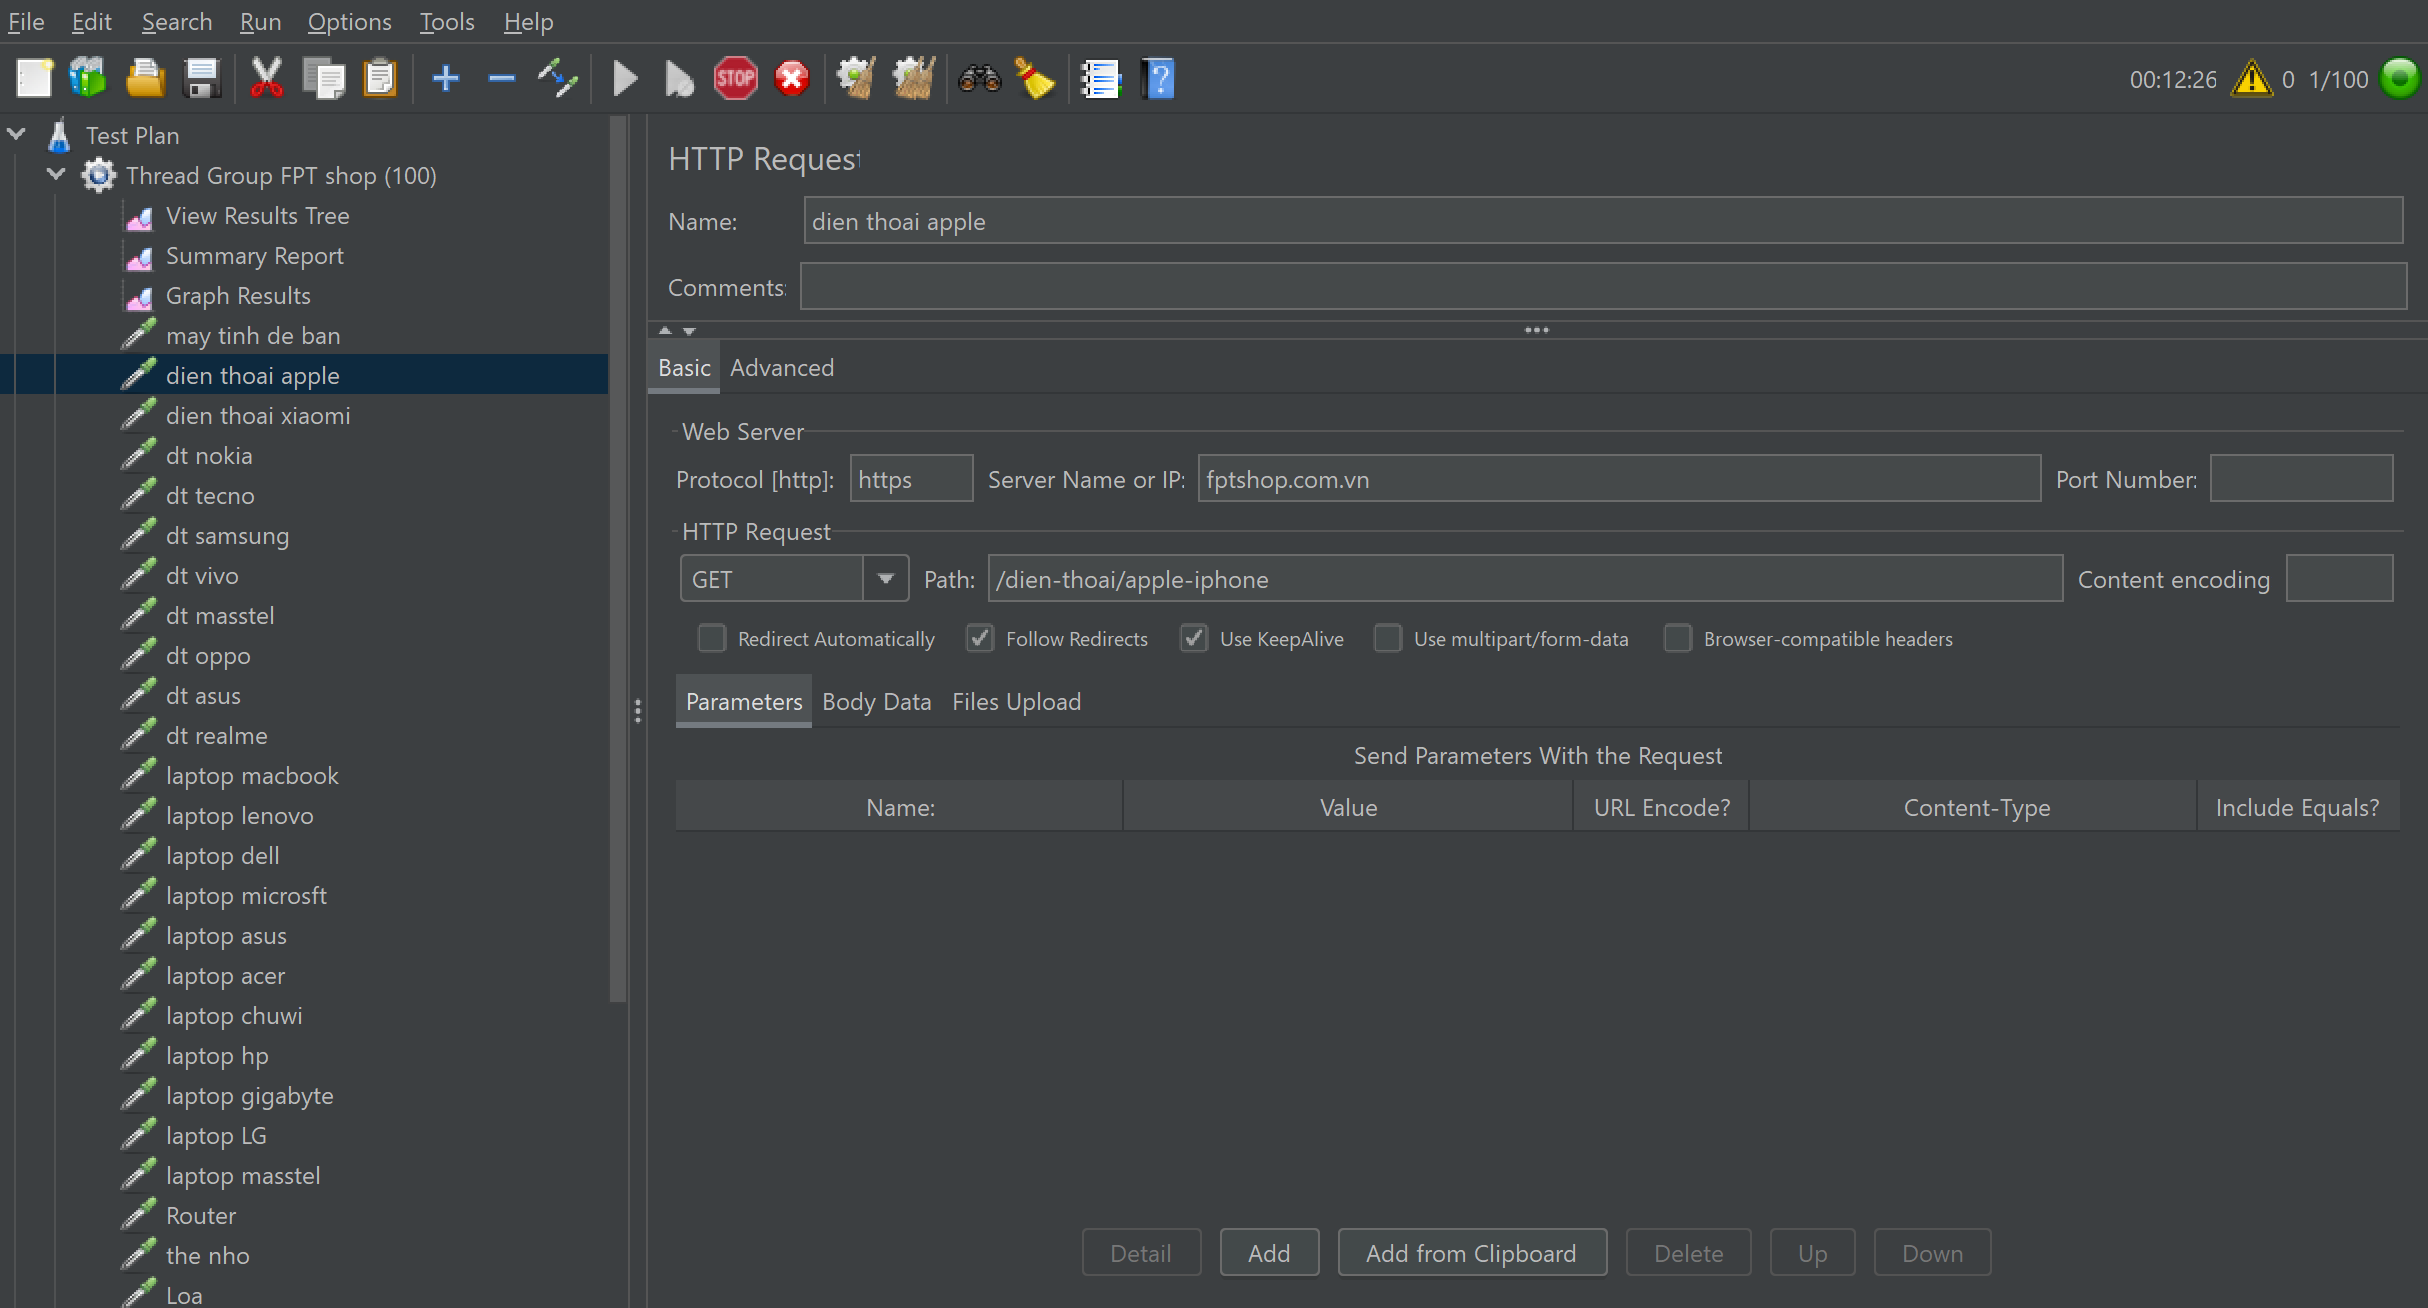 File Edit Search Run Options Tools Help
STOP ? 00:12:26 0 1/100
Test Plan
Thread Group FPT shop (100)
View Results Tree
Summary Report
Graph Results
may tinh de ban
dien thoai apple
dien thoai xiaomi
dt nokia
dt tecno
dt samsung
dt vivo
dt masstel
dt oppo
dt asus
dt realme
laptop macbook
laptop lenovo
laptop dell
laptop microsft
laptop asus
laptop acer
laptop chuwi
laptop hp
laptop gigabyte
laptop LG
laptop masstel
Router
the nho
Loa
HTTP Request
Name: dien thoai apple
Comments:
Basic Advanced
Web Server
Protocol [http]: https Server Name or IP: fptshop.com.vn Port Number:
HTTP Request
GET Path: /dien-thoai/apple-iphone Content encoding
Redirect Automatically Follow Redirects Use KeepAlive Use multipart/form-data Browser-compatible headers
Parameters Body Data Files Upload
Send Parameters With the Request
Name: Value URL Encode? Content-Type Include Equals?
Detail Add Add from Clipboard Delete Up Down